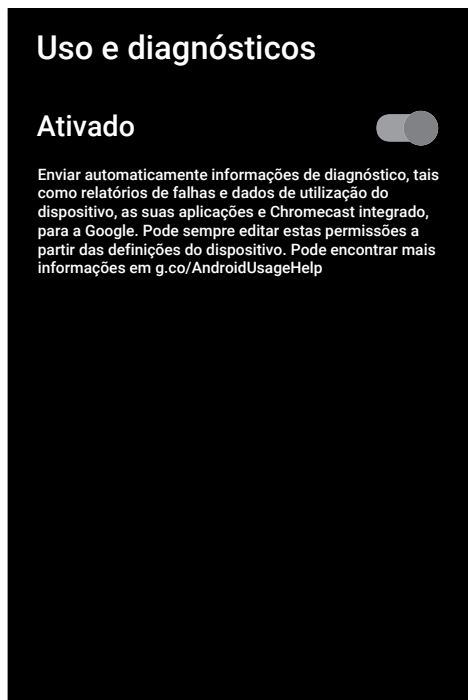 Uso e diagnósticos
Ativado
Enviar automaticamente informações de diagnóstico, tais
como relatórios de falhas e dados de utilização do
dispositivo, as suas aplicações e Chromecast integrado,
para a Google. Pode sempre editar estas permissões a
partir das definições do dispositivo. Pode encontrar mais
informações em g.co/AndroidUsageHelp